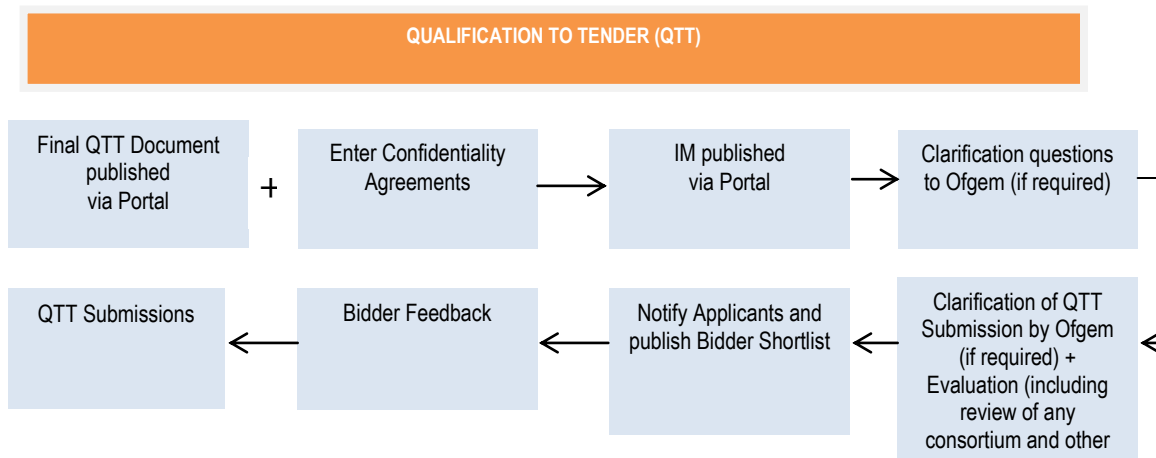 QUALIFICATION TO TENDER (QTT)
Final QTT Document
published
via Portal
+
Enter Confidentiality
Agreements
IM published
via Portal
Clarification questions
to Ofgem (if required)
QTT Submissions
Bidder Feedback
Notify Applicants and
publish Bidder Shortlist
Clarification of QTT
Submission by Ofgem
(if required) +
Evaluation (including
review of any
consortium and other